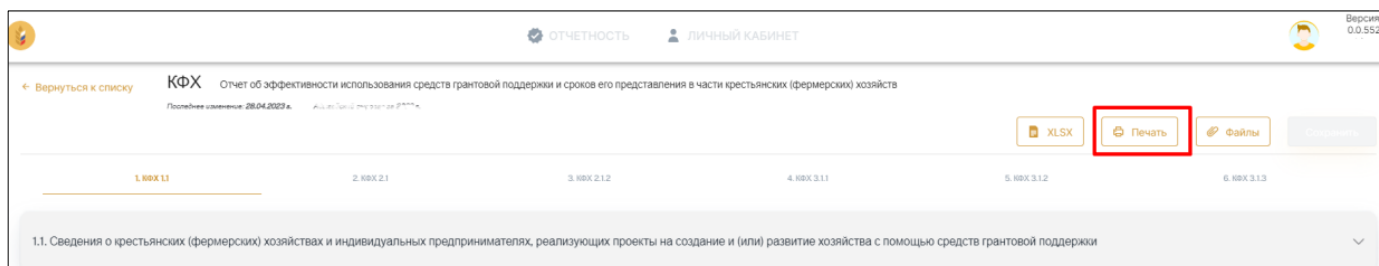 ОТЧЕТНОСТЬ ЛИЧНЫЙ КАБИНЕТ Версия
0.0.552
← Вернуться к списку КФХ Отчет об эффективности использования средств грантовой поддержки и сроков его представления в части крестьянских (фермерских) хозяйств
Последнее изменение: 28.04.2023 г.
XLSX Печать Файлы Сохранить
1. КФХ 1.1 2. КФХ 2.1 3. КФХ 2.1.2 4. КФХ 3.1.1 5. КФХ 3.1.2 6. КФХ 3.1.3
1.1. Сведения о крестьянских (фермерских) хозяйствах и индивидуальных предпринимателях, реализующих проекты на создание и (или) развитие хозяйства с помощью средств грантовой поддержки